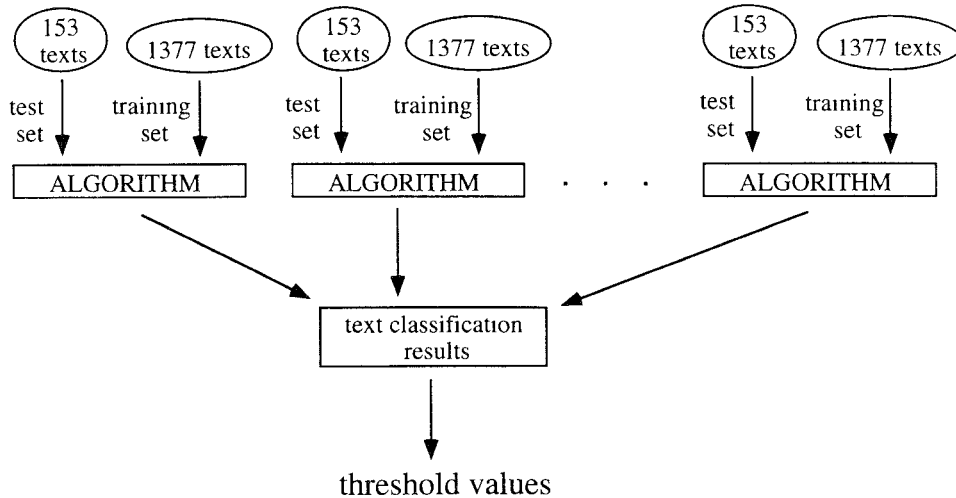 153
texts
1377 texts
153
texts
1377 texts
153
texts
1377 texts
test
set
training
set
test
set
training
set
test
set
training
set
ALGORITHM
ALGORITHM
. . .
ALGORITHM
text classification
results
threshold values